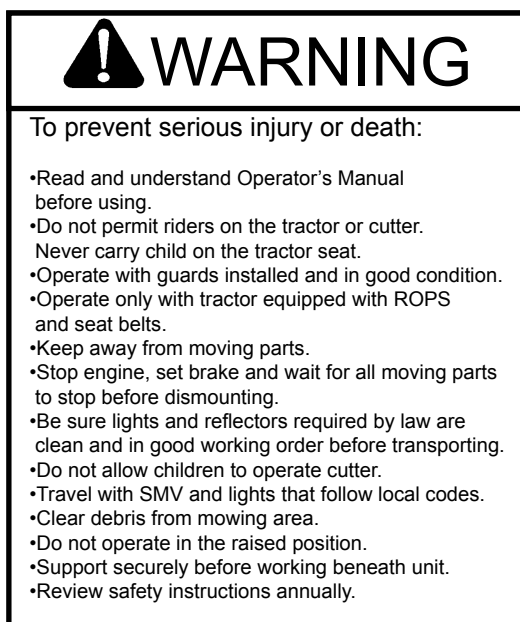 WARNING
To prevent serious injury or death:
•Read and understand Operator's Manual
before using.
•Do not permit riders on the tractor or cutter.
Never carry child on the tractor seat.
•Operate with guards installed and in good condition.
•Operate only with tractor equipped with ROPS
and seat belts.
•Keep away from moving parts.
•Stop engine, set brake and wait for all moving parts
to stop before dismounting.
•Be sure lights and reflectors required by law are
clean and in good working order before transporting.
•Do not allow children to operate cutter.
•Travel with SMV and lights that follow local codes.
•Clear debris from mowing area.
•Do not operate in the raised position.
•Support securely before working beneath unit.
•Review safety instructions annually.